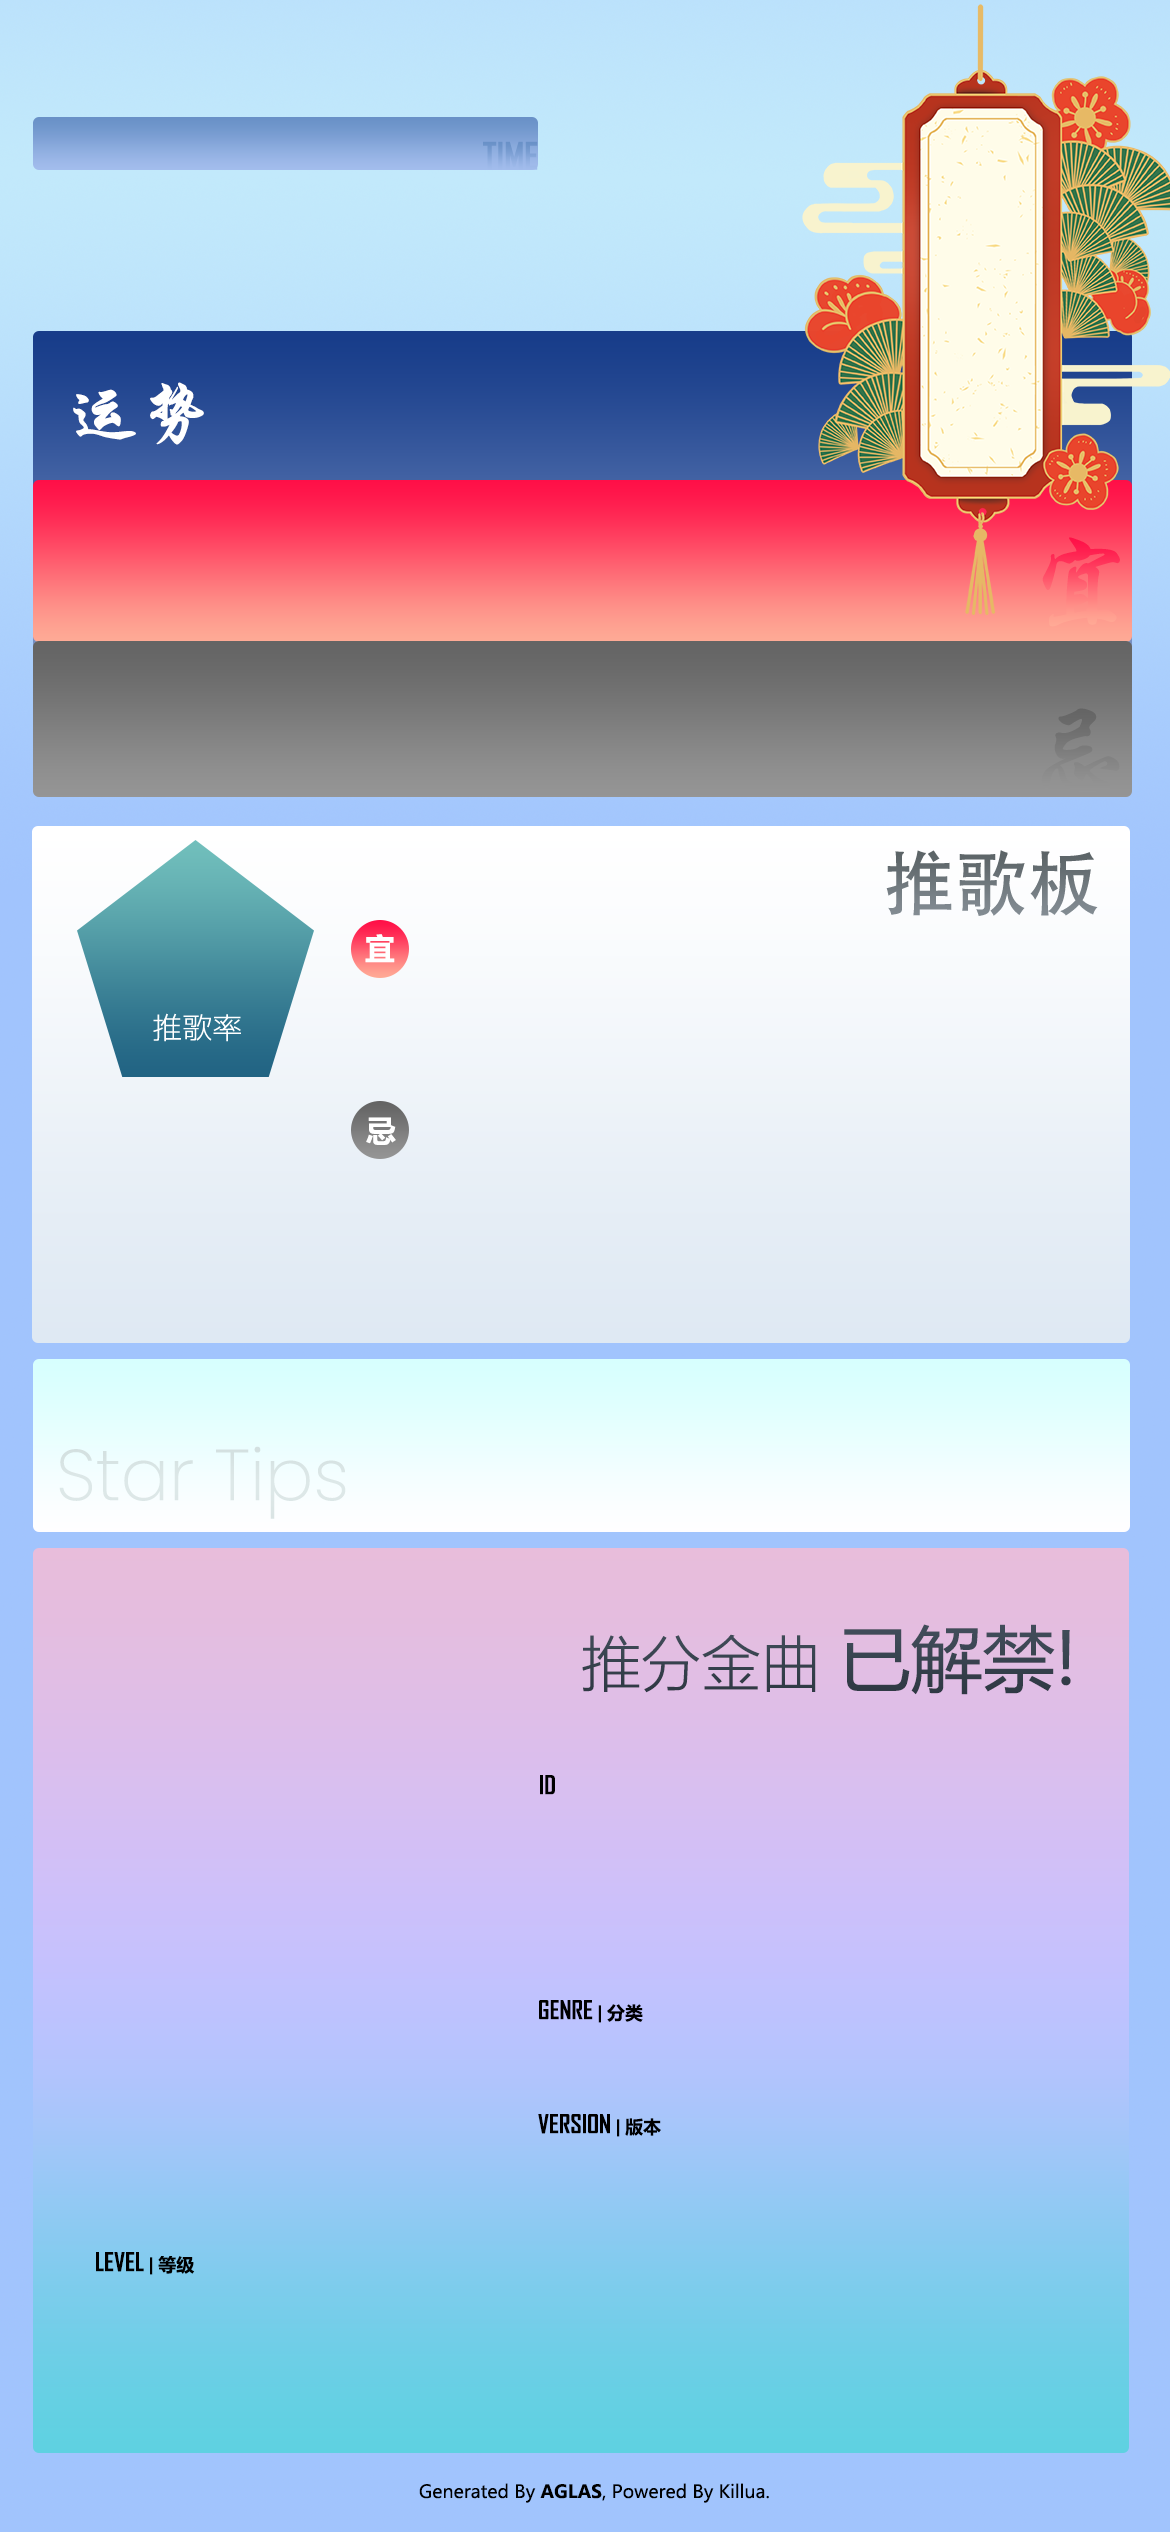 TIME
运势
宜
忌
推歌板
宜
推歌率
忌
Star Tips
推分金曲 已解禁!
ID
GENRE | 分类
VERSION | 版本
LEVEL | 等级
Generated By AGLAS, Powered By Killua.